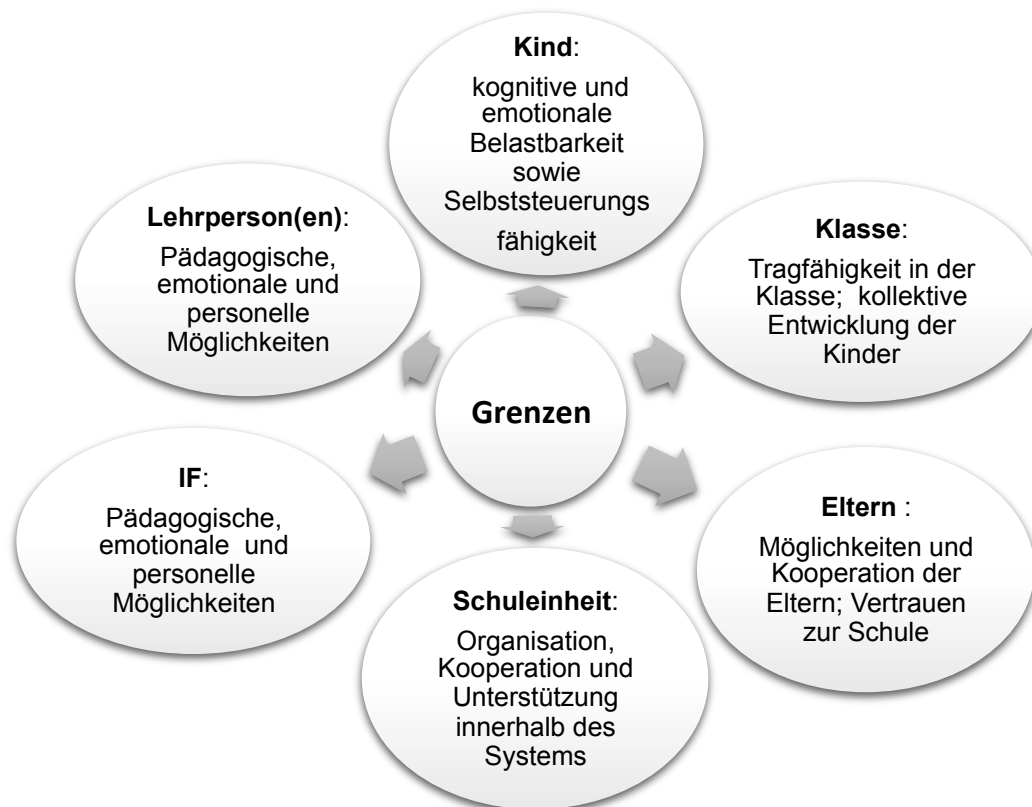 Kind:
kognitive und
emotionale
Belastbarkeit
sowie
Selbststeuerungs
fähigkeit
Klasse:
Tragfähigkeit in der
Klasse; kollektive
Entwicklung der
Kinder
Eltern :
Möglichkeiten und
Kooperation der
Eltern; Vertrauen
zur Schule
Schuleinheit:
Organisation,
Kooperation und
Unterstützung
innerhalb des
Systems
IF:
Pädagogische,
emotionale und
personelle
Möglichkeiten
Lehrperson(en):
Pädagogische,
emotionale und
personelle
Möglichkeiten
Grenzen